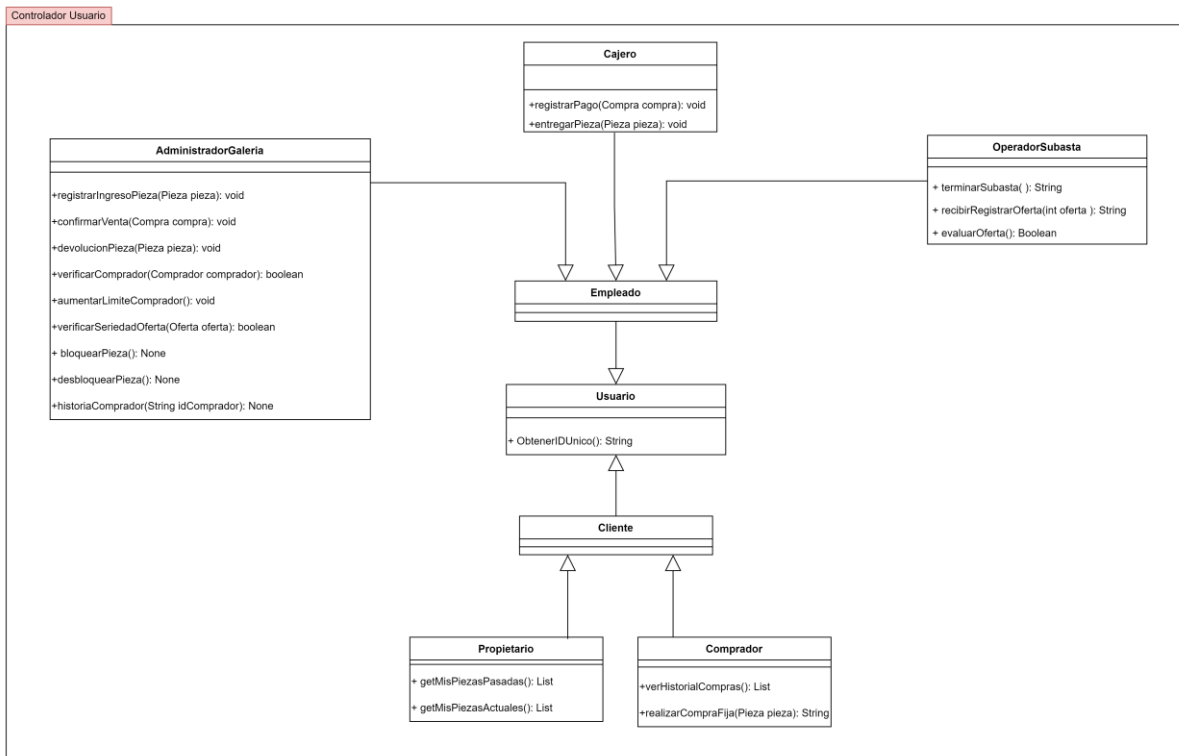 Controlador Usuario
Cajero
+registrarPago(Compra compra): void
+entregarPieza(Pieza pieza): void
AdministradorGaleria
+registrarIngresoPieza(Pieza pieza): void
+confirmarVenta(Compra compra): void
+devolucionPieza(Pieza pieza): void
+verificarComprador(Comprador comprador): boolean
+aumentarLimiteComprador(): void
+verificarSeriedadOferta(Oferta oferta): boolean
+ bloquearPieza(): None
+desbloquearPieza(): None
+historiaComprador(String idComprador): None
OperadorSubasta
+ terminarSubasta( ): String
+ recibirRegistrarOferta(int oferta ): String
+ evaluarOferta(): Boolean
Empleado
Usuario
+ ObtenerIDUnico(): String
Cliente
Propietario
+ getMisPiezasPasadas(): List
+ getMisPiezasActuales(): List
Comprador
+verHistorialCompras(): List
+realizarCompraFija(Pieza pieza): String